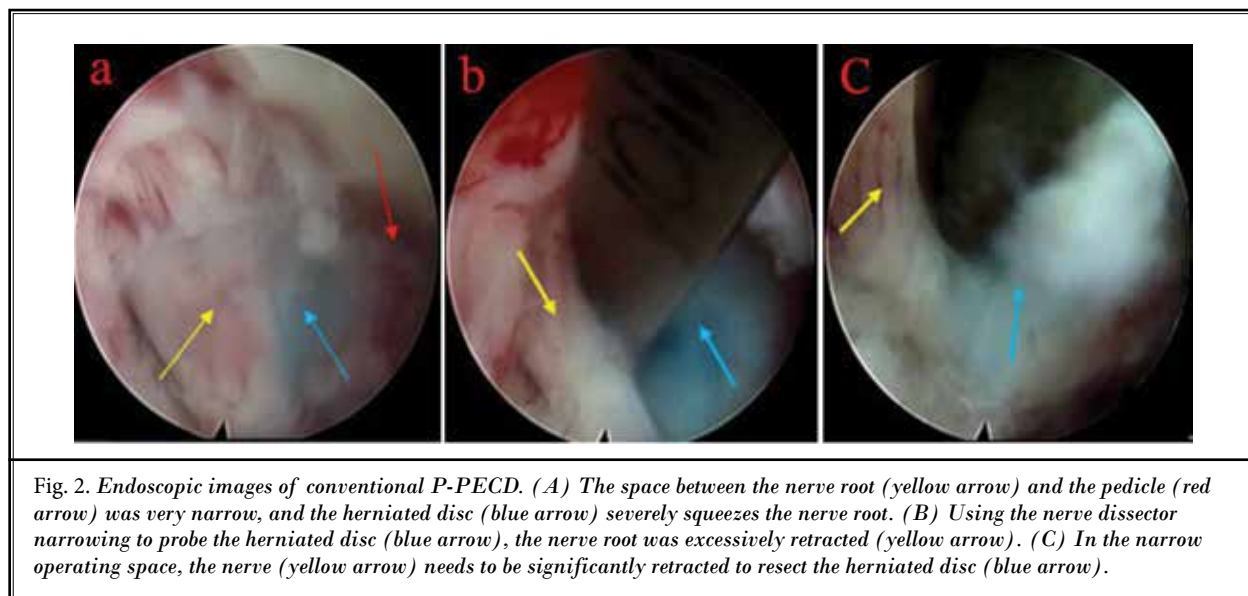 a b C
Fig. 2. Endoscopic images of conventional P-PECD. (A) The space between the nerve root (yellow arrow) and the pedicle (red
arrow) was very narrow, and the herniated disc (blue arrow) severely squeezes the nerve root. (B) Using the nerve dissector
narrowing to probe the herniated disc (blue arrow), the nerve root was excessively retracted (yellow arrow). (C) In the narrow
operating space, the nerve (yellow arrow) needs to be significantly retracted to resect the herniated disc (blue arrow).